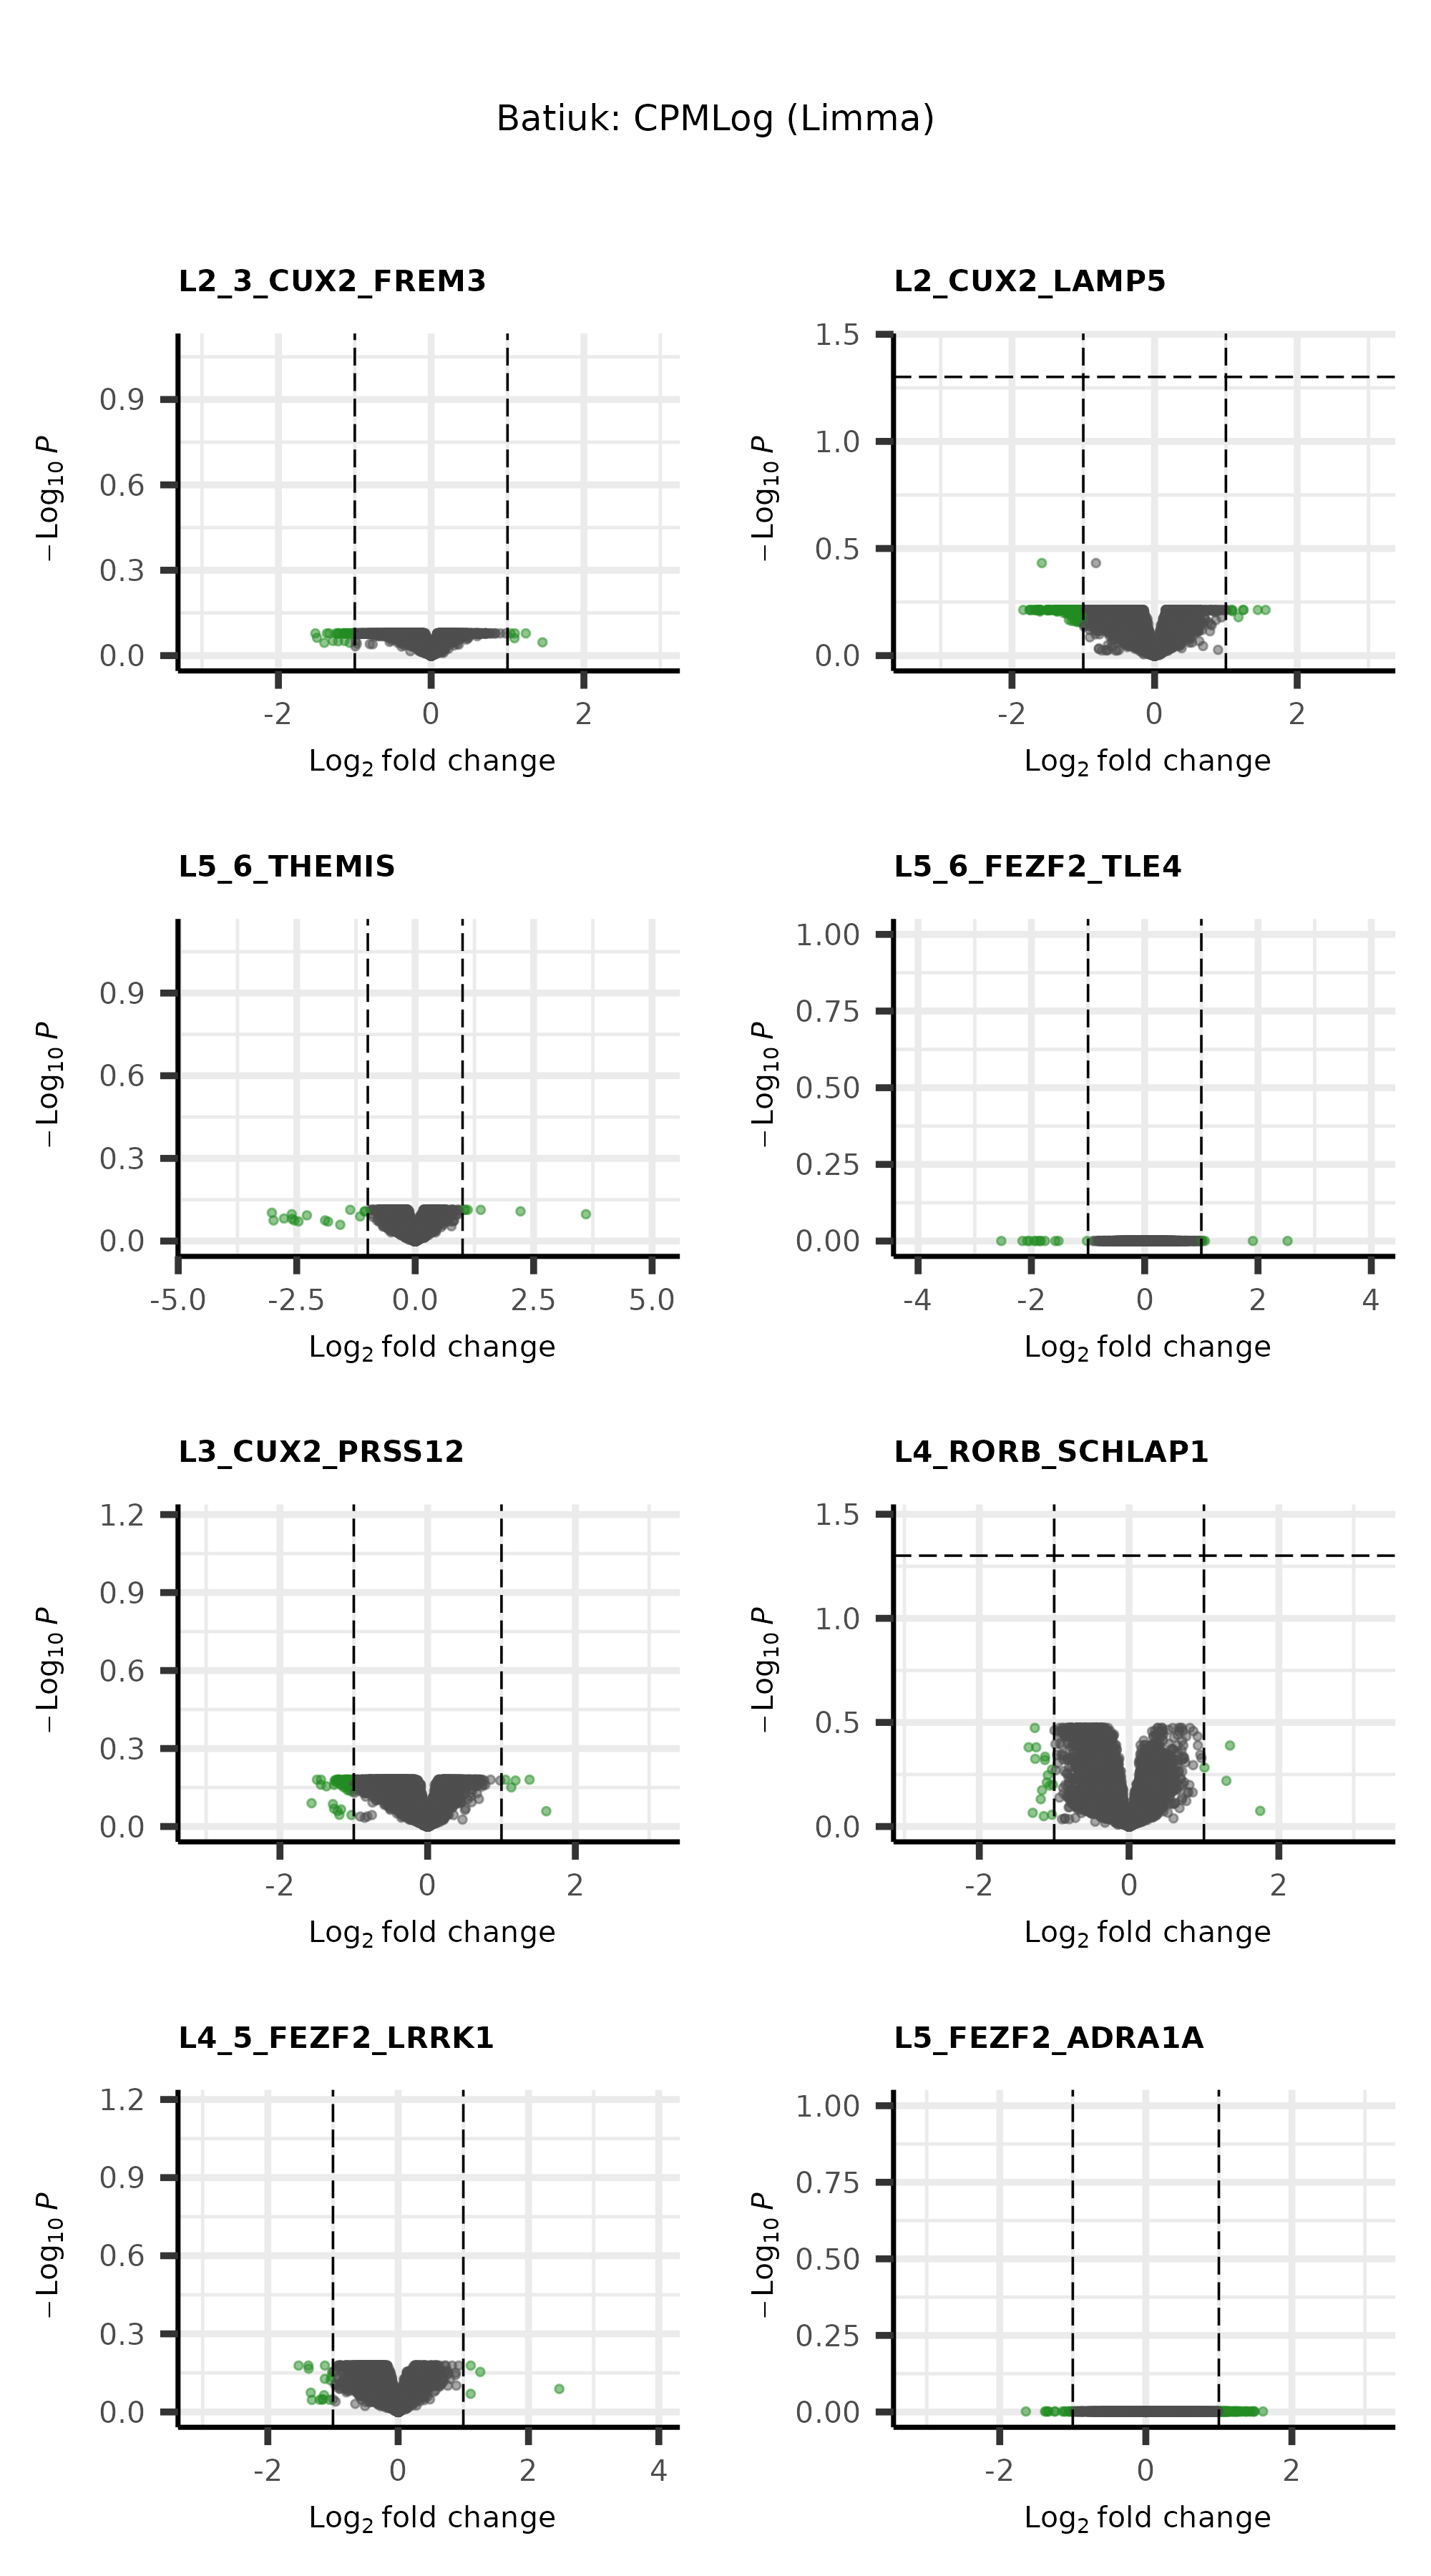 Batiuk: CPMLog (Limma)
L2_3_CUX2_FREM3
0.9
0.6
0.3
0.0
−Log10 P
-2 0 2
Log2 fold change
L2_CUX2_LAMP5
1.5
1.0
0.5
0.0
−Log10 P
-2 0 2
Log2 fold change
L5_6_THEMIS
0.9
0.6
0.3
0.0
−Log10 P
-5.0 -2.5 0.0 2.5 5.0
Log2 fold change
L5_6_FEZF2_TLE4
1.00
0.75
0.50
0.25
0.00
−Log10 P
-4 -2 0 2 4
Log2 fold change
L3_CUX2_PRSS12
1.2
0.9
0.6
0.3
0.0
−Log10 P
-2 0 2
Log2 fold change
L4_RORB_SCHLAP1
1.5
1.0
0.5
0.0
−Log10 P
-2 0 2
Log2 fold change
L4_5_FEZF2_LRRK1
1.2
0.9
0.6
0.3
0.0
−Log10 P
-2 0 2 4
Log2 fold change
L5_FEZF2_ADRA1A
1.00
0.75
0.50
0.25
0.00
−Log10 P
-2 0 2
Log2 fold change